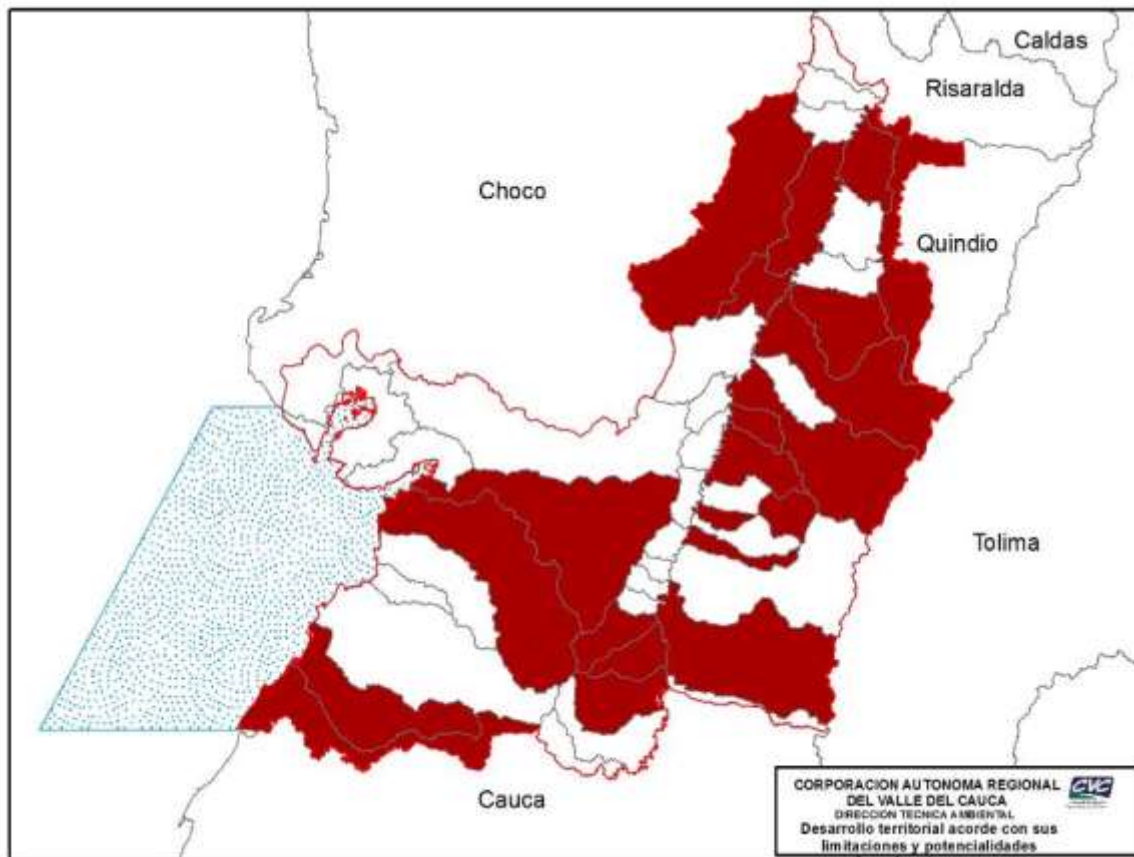 Caldas
Risaralda
Choco
Quindio
Tolima
Cauca
CORPORACION AUTONOMA REGIONAL
DEL VALLE DEL CAUCA
DIRECCION TECNICA AMBIENTAL
Desarrollo territorial acorde con sus
limitaciones y potencialidades
CVC